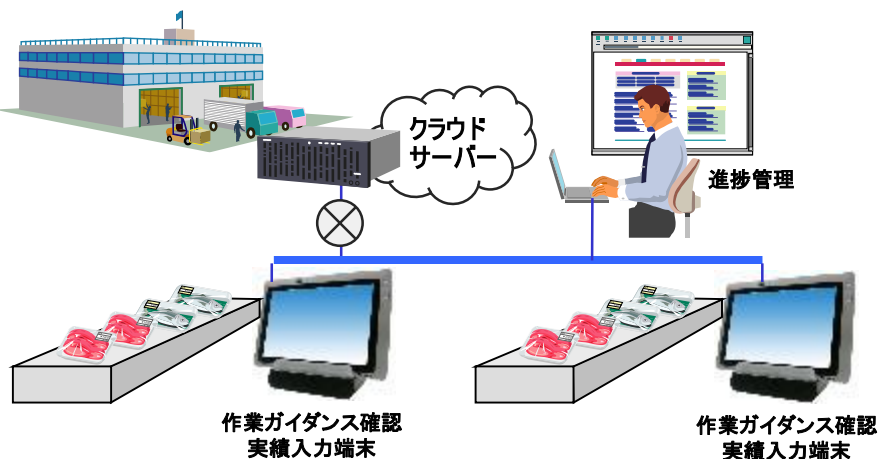 クラウド
サーバー
進捗管理
作業ガイダンス確認
実績入力端末
作業ガイダンス確認
実績入力端末